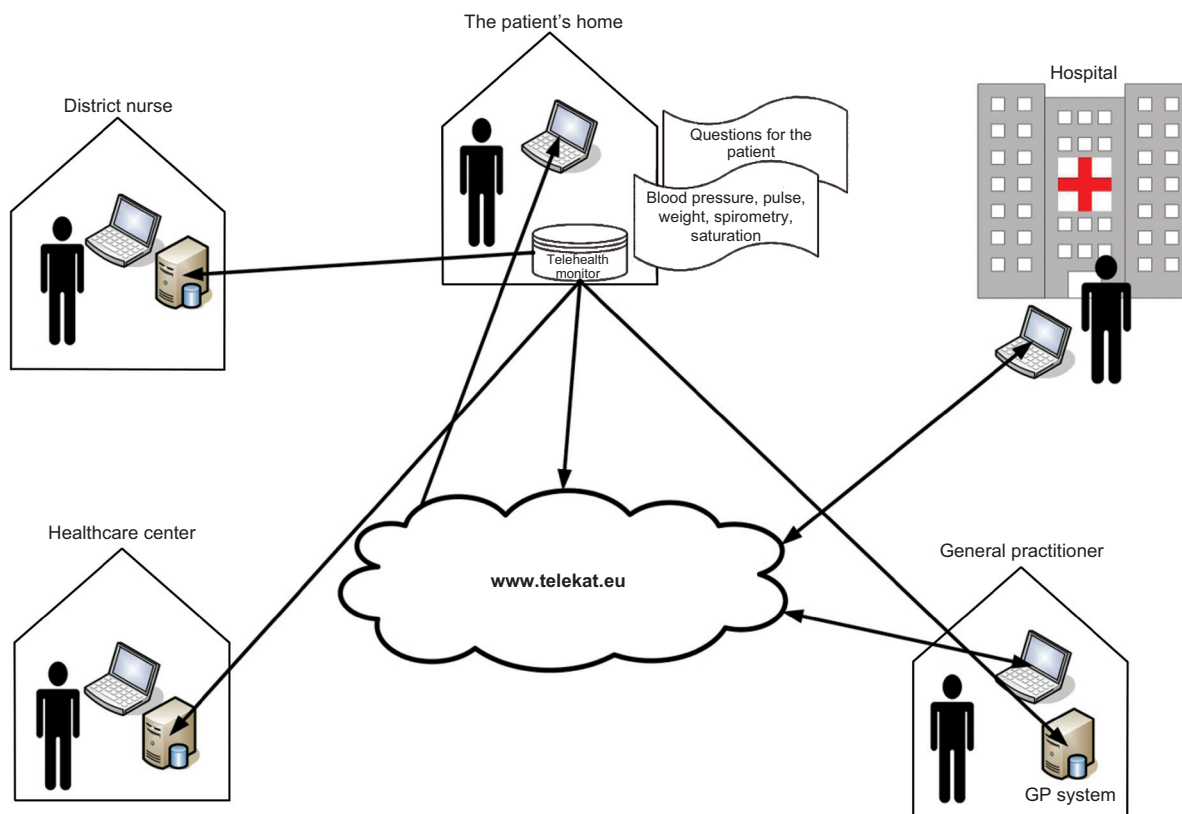 The patient's home
Hospital
District nurse
Questions for the
patient
Blood pressure, pulse,
weight, spirometry,
saturation
Telehealth
monitor
Healthcare center
General practitioner
www.telekat.eu
GP system